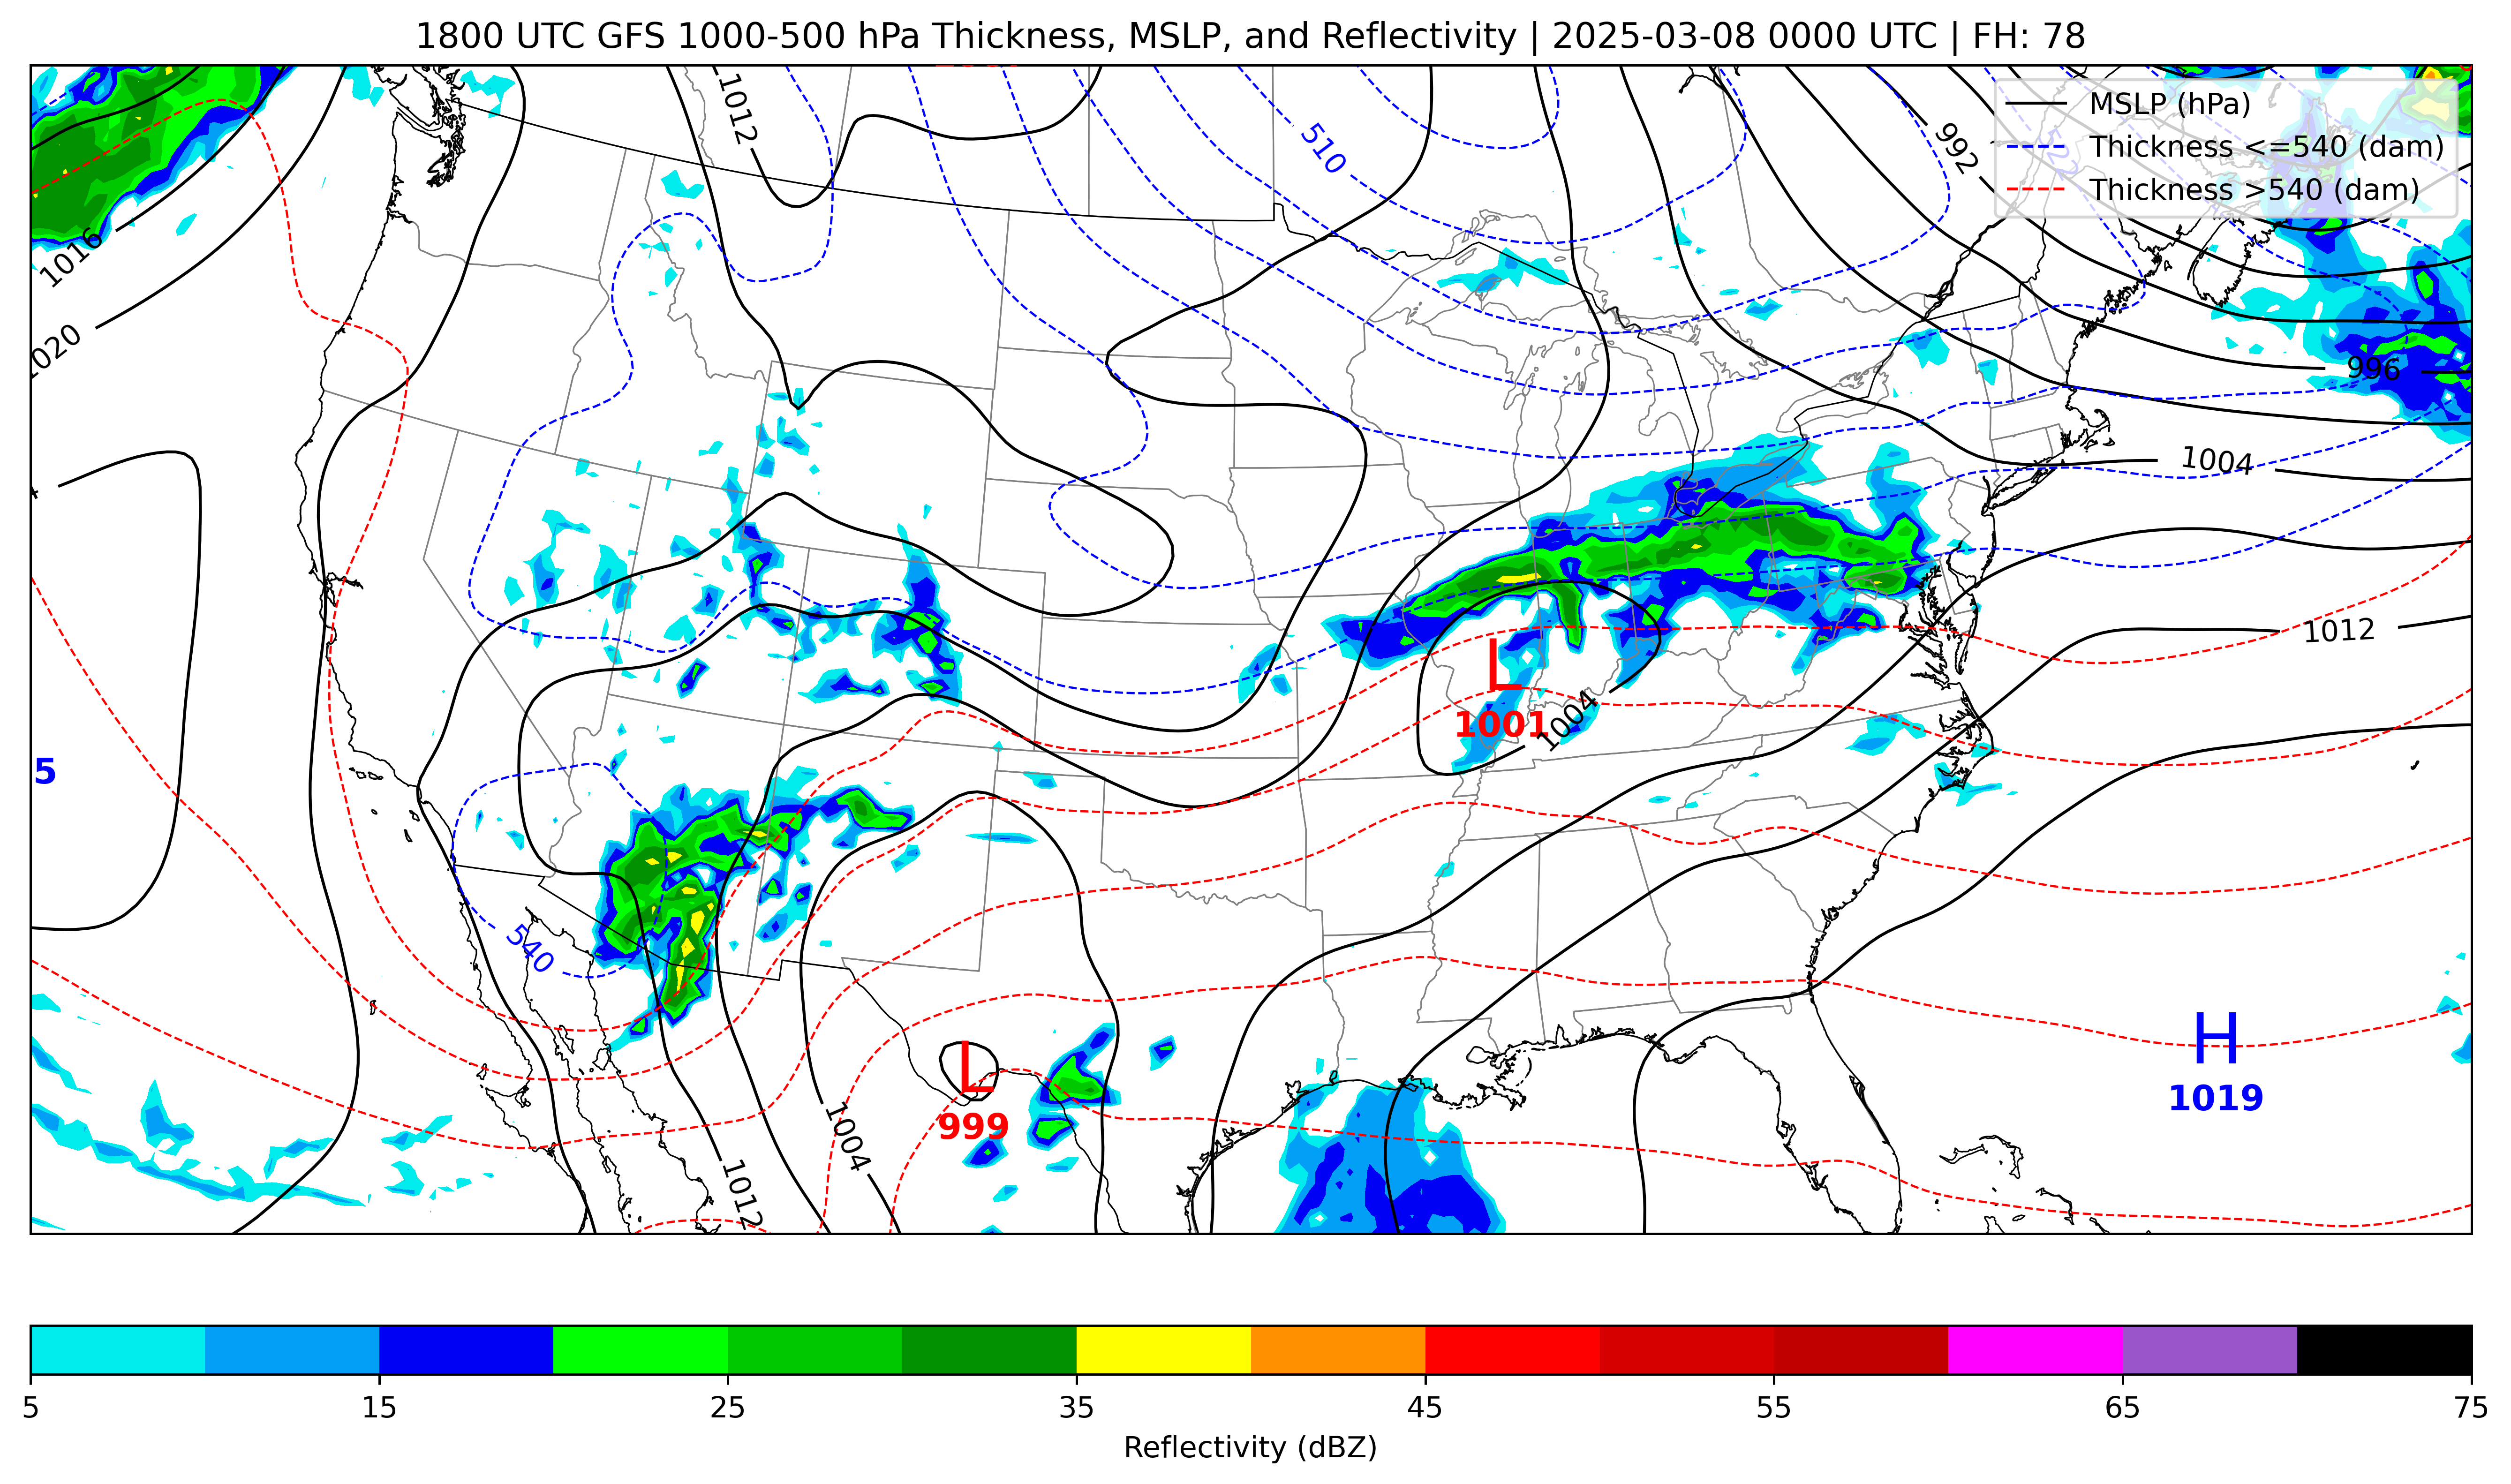 1800 UTC GFS 1000-500 hPa Thickness, MSLP, and Reflectivity | 2025-03-08 0000 UTC | FH: 78
MSLP (hPa)
Thickness <=540 (dam)
Thickness >540 (dam)
1012
510
992
1016
1020
996
1004
1012
L
1001
1004
5
540
H
1019
L
999
1004
1012
5 15 25 35 45 55 65 75
Reflectivity (dBZ)